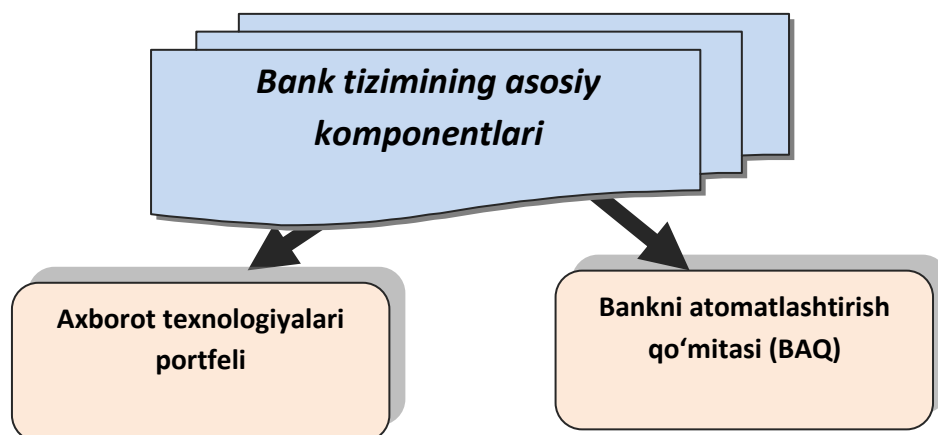 Bank tizimining asosiy
komponentlari
Axborot texnologiyalari
portfeli
Bankni atomatlashtirish
qo‘mitasi (BAQ)